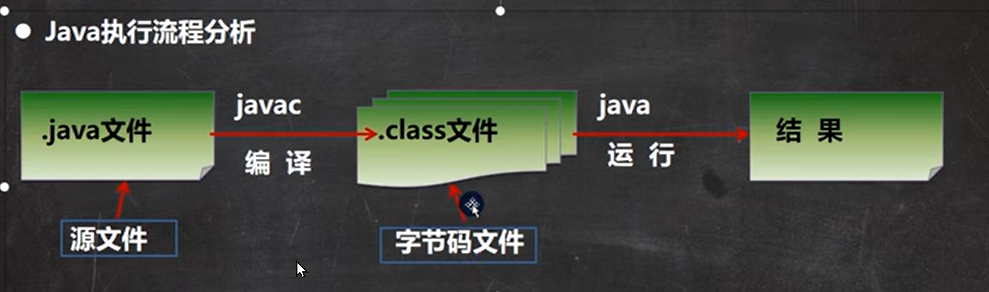 ● Java执行流程分析
javac
java
.java文件
.class文件
结 果
编 译
运 行
源文件
字节码文件